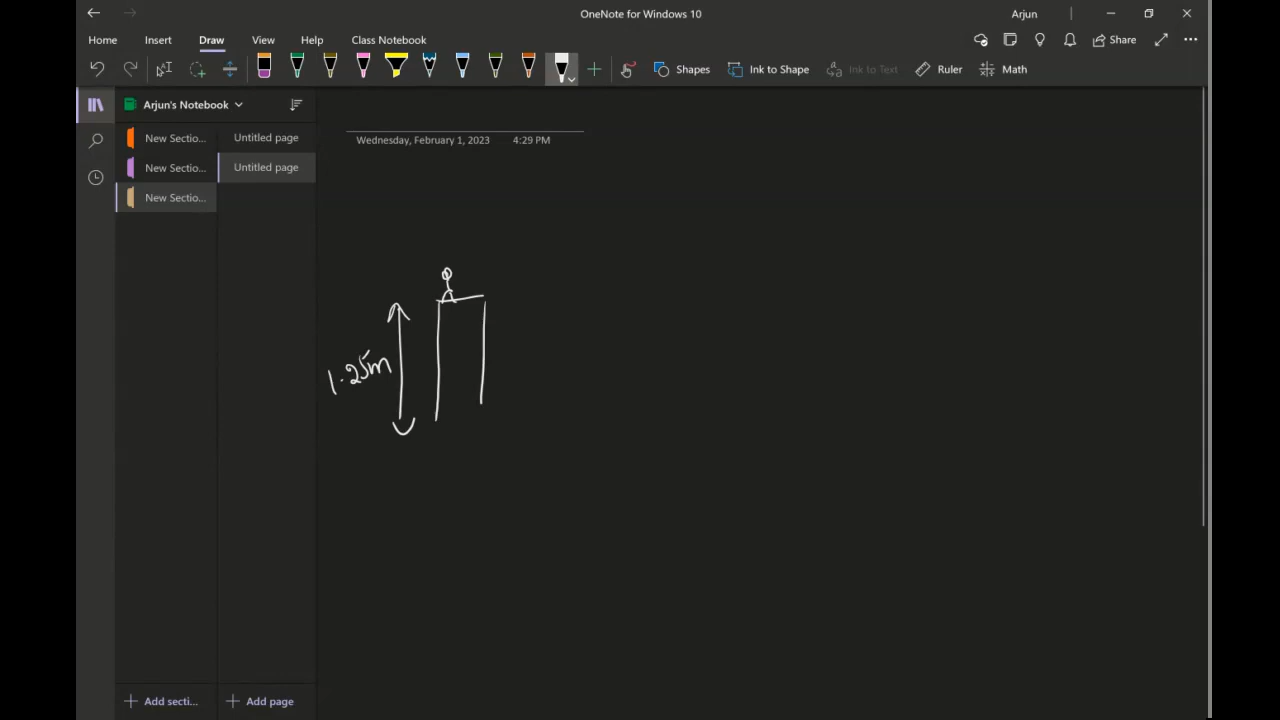 OneNote for Windows 10
Arjun
Home Insert Draw View Help Class Notebook
Share
Shapes Ink to Shape Ink to Text Ruler Math
Arjun's Notebook
New Sectio... Untitled page
New Sectio... Untitled page
New Sectio...
Wednesday, February 1, 2023 4:29 PM
1.25m
Add secti... Add page